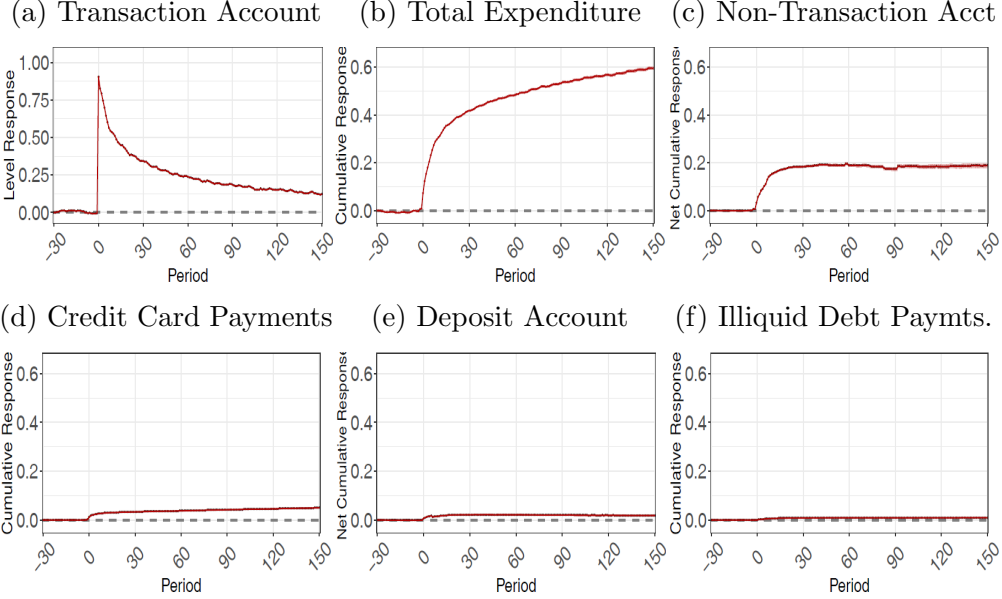 (a) Transaction Account
Level Response
1.00
0.75
0.50
0.25
0.00
−30 0 30 60 90 120 150
Period
(b) Total Expenditure
Cumulative Response
0.6
0.4
0.2
0.0
−30 0 30 60 90 120 150
Period
(c) Non-Transaction Acct
Net Cumulative Response
0.6
0.4
0.2
0.0
−30 0 30 60 90 120 150
Period
(d) Credit Card Payments
Cumulative Response
0.6
0.4
0.2
0.0
−30 0 30 60 90 120 150
Period
(e) Deposit Account
Net Cumulative Response
0.6
0.4
0.2
0.0
−30 0 30 60 90 120 150
Period
(f) Illiquid Debt Paymts.
Cumulative Response
0.6
0.4
0.2
0.0
−30 0 30 60 90 120 150
Period